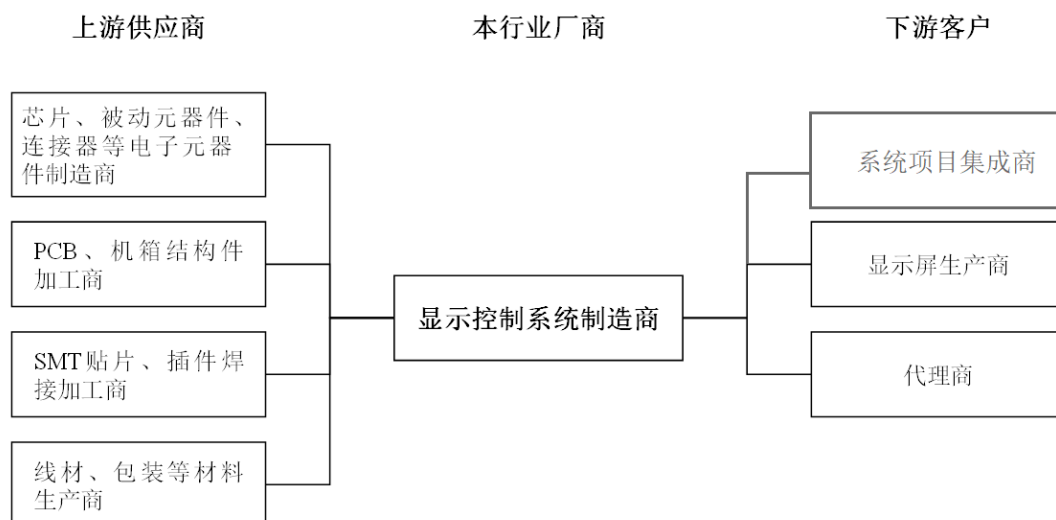 上游供应商
本行业厂商
下游客户
芯片、被动元器件、
连接器等电子元器
件制造商
PCB、机箱结构件
加工商
SMT贴片、插件焊
接加工商
线材、包装等材料
生产商
显示控制系统制造商
系统项目集成商
显示屏生产商
代理商